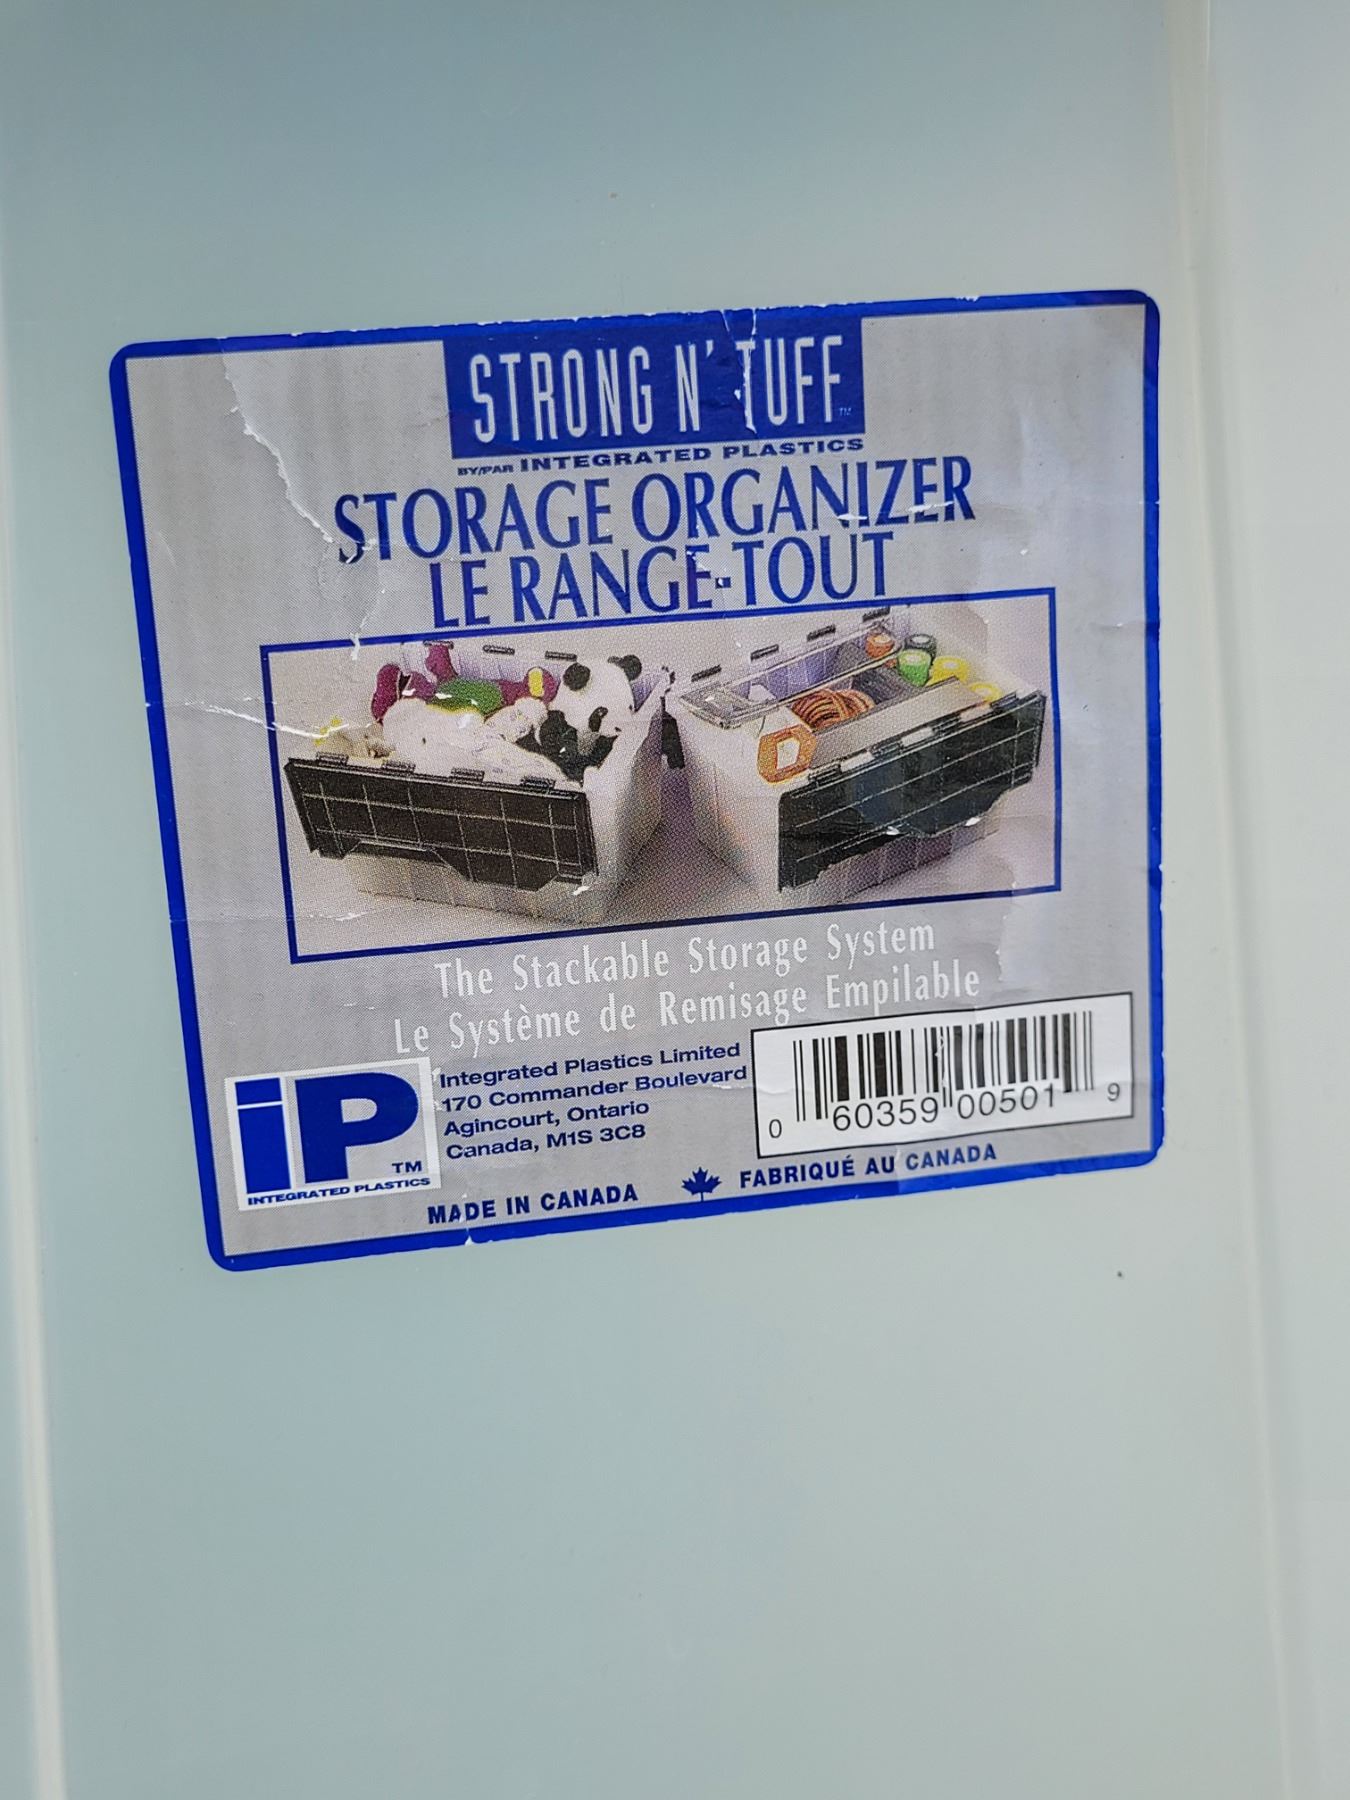 STRONG N' TUFF™
BY/PAR INTEGRATED PLASTICS
STORAGE ORGANIZER
LE RANGE-TOUT
The Stackable Storage System
Le Système de Remisage Empilable
iP™
INTEGRATED PLASTICS
Integrated Plastics Limited
170 Commander Boulevard
Agincourt, Ontario
Canada, M1S 3C8
0 60359 00501 9
MADE IN CANADA FABRIQUÉ AU CANADA